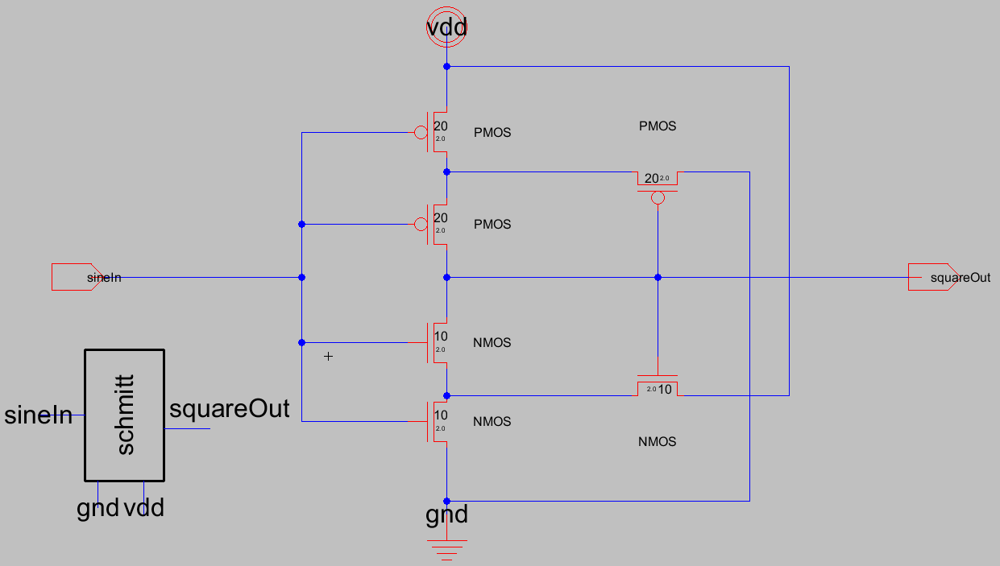 vdd
20
2.0
PMOS
PMOS
20 2.0
20
2.0
PMOS
sineIn
squareOut
10
2.0
NMOS
2.0 10
10
2.0
NMOS
NMOS
sineIn
schmitt
squareOut
gnd
vdd
gnd